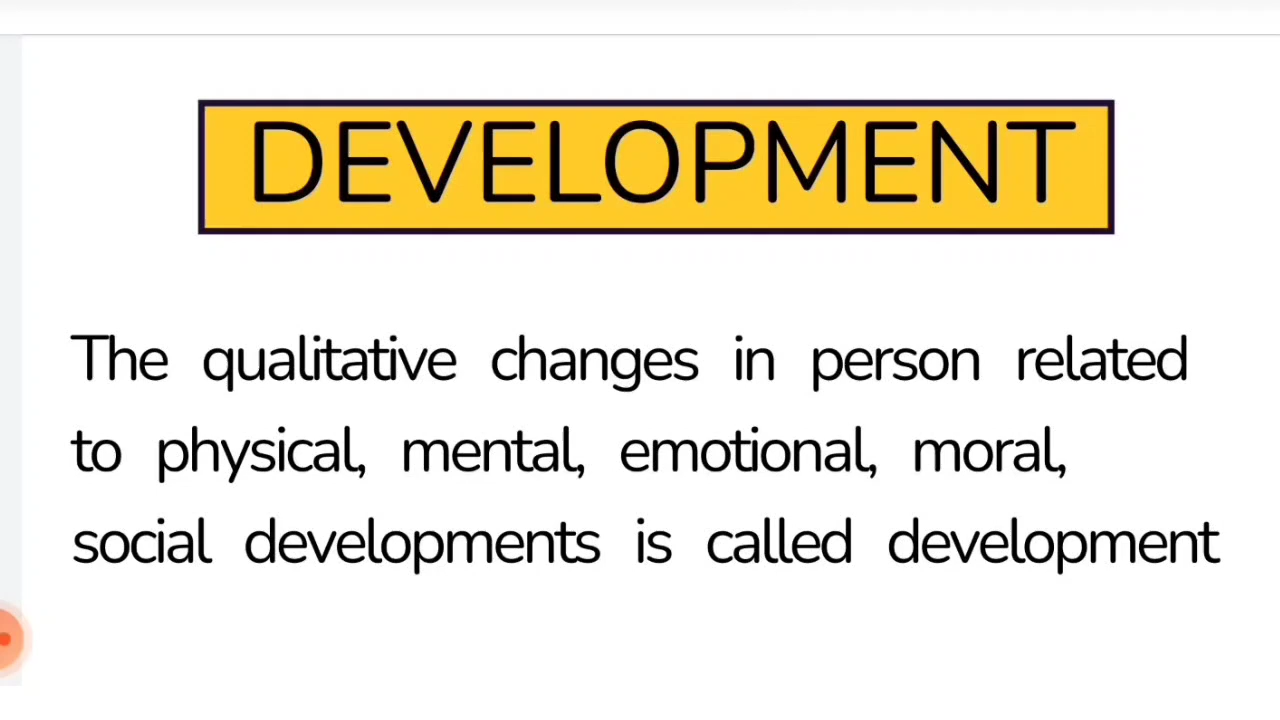 DEVELOPMENT
The qualitative changes in person related
to physical, mental, emotional, moral,
social developments is called development